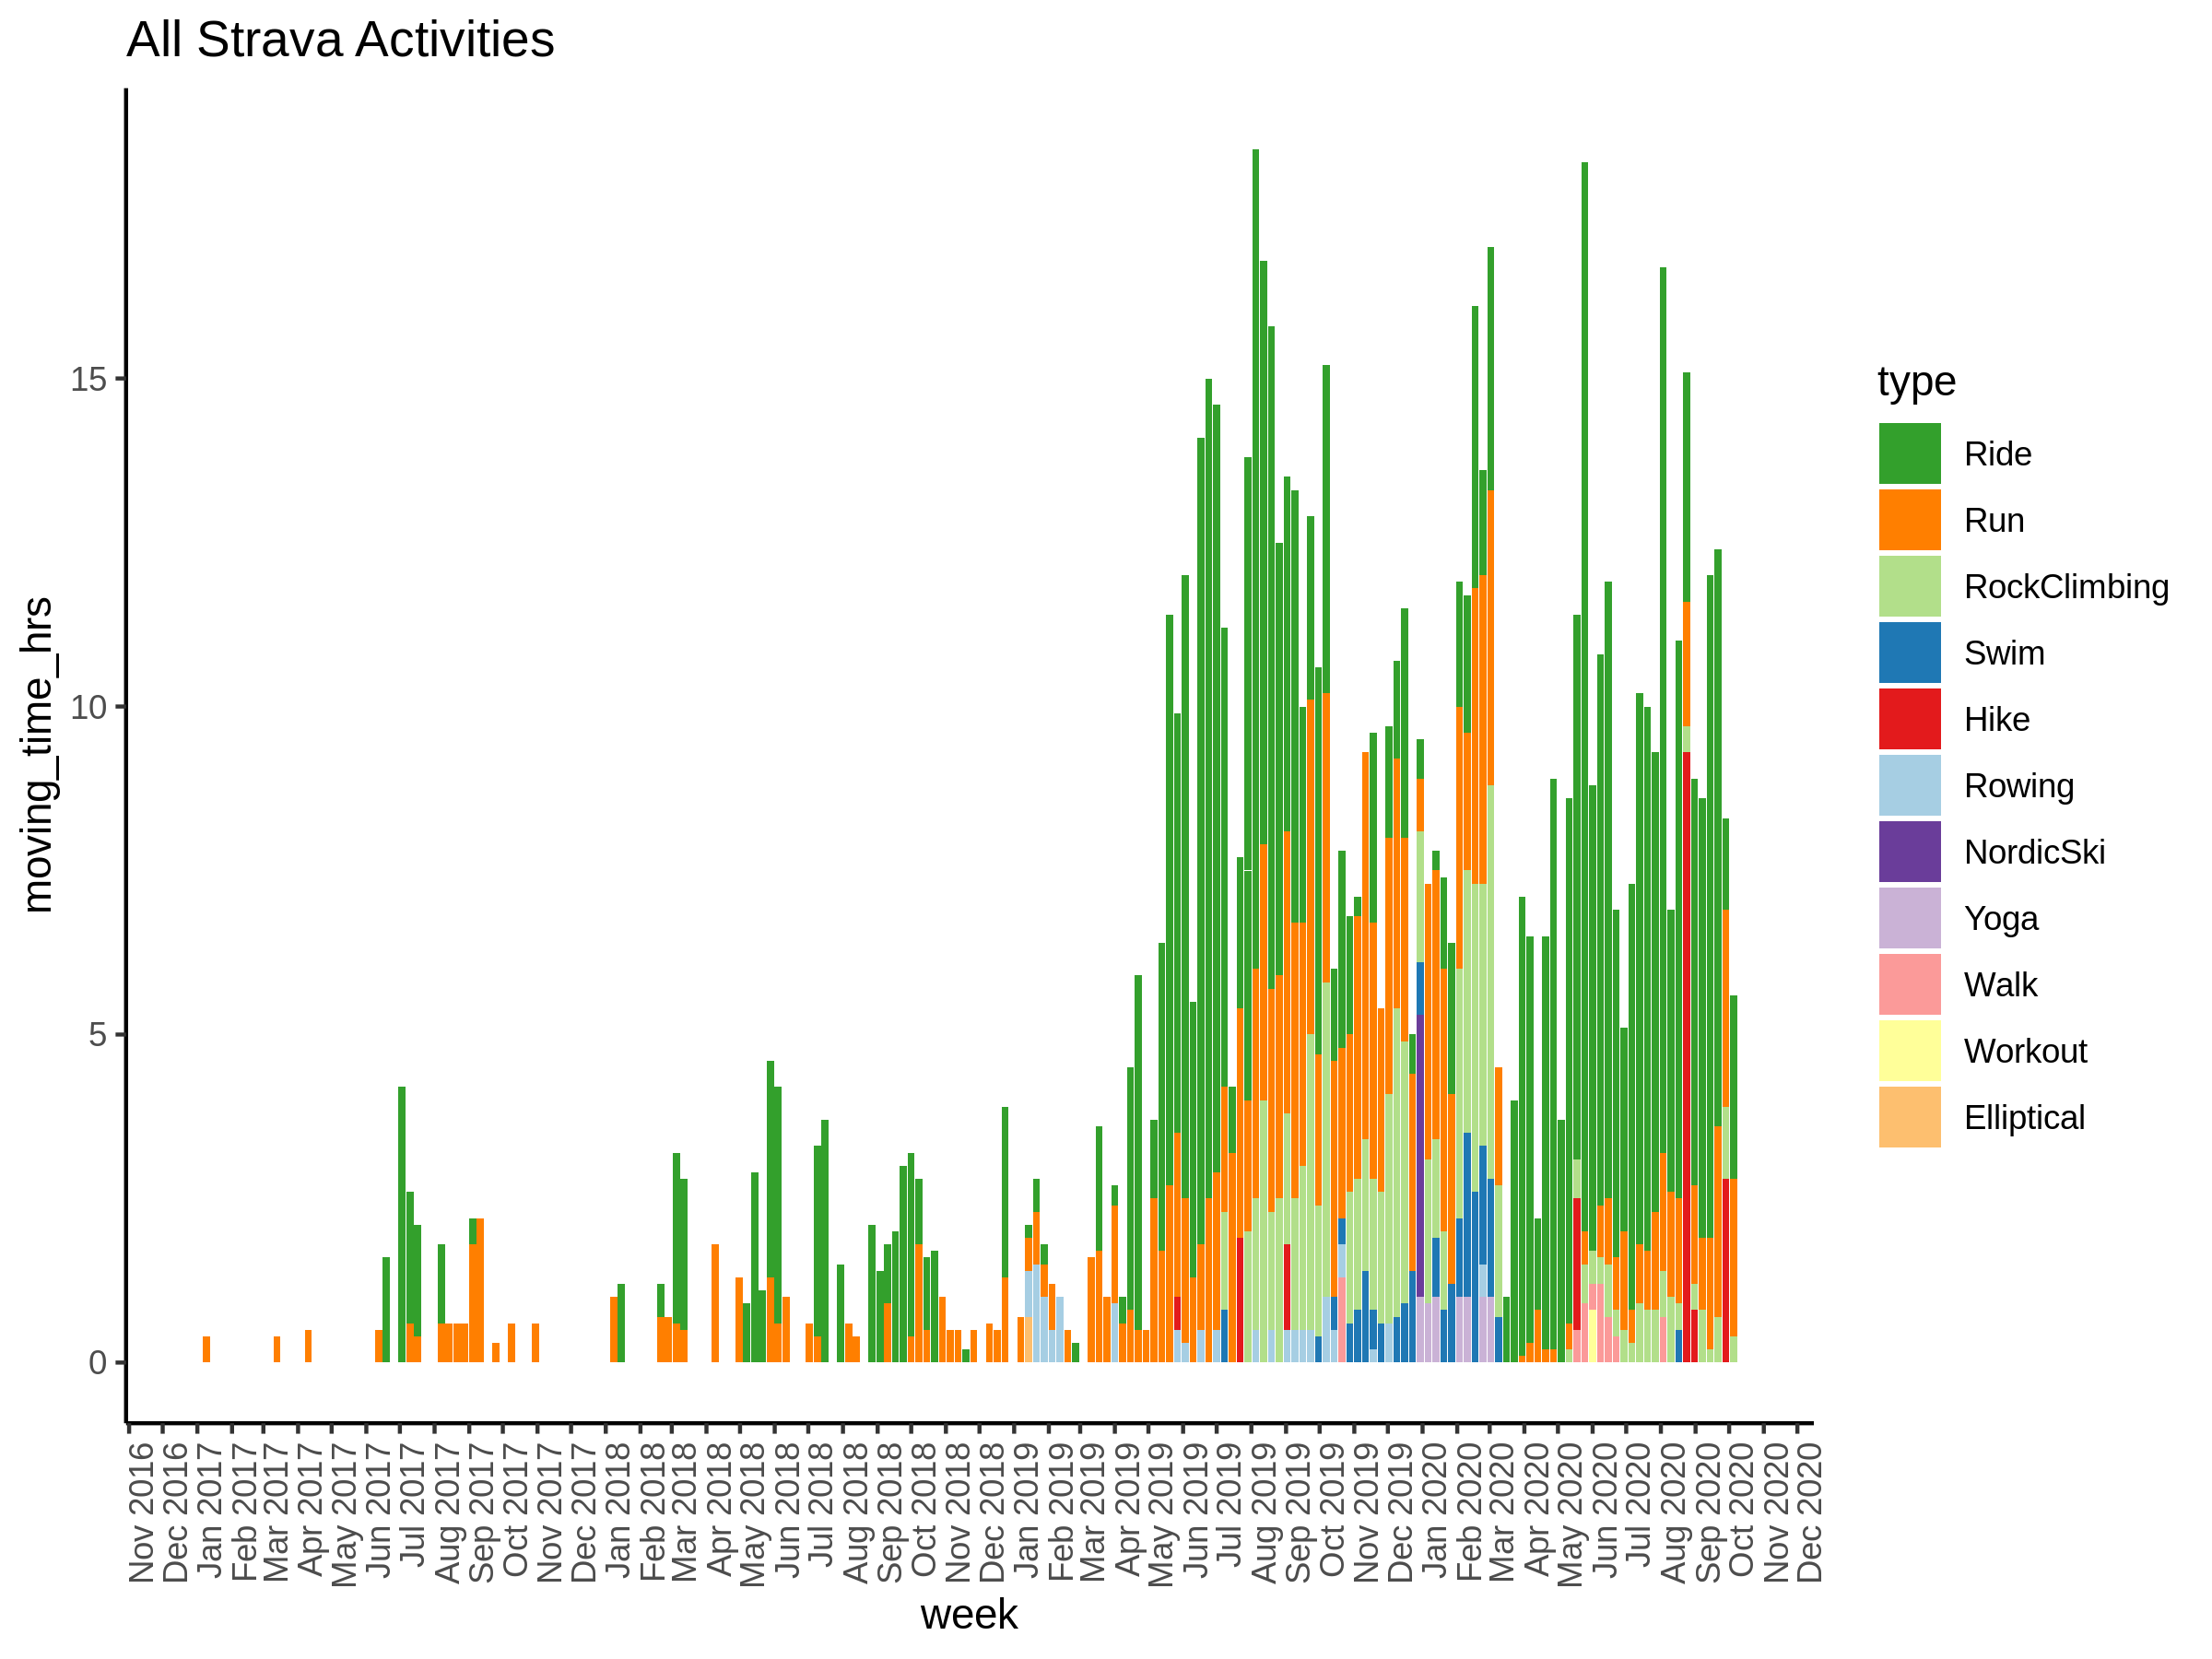 All Strava Activities
moving_time_hrs
15
10
5
0
Nov 2016
Dec 2016
Jan 2017
Feb 2017
Mar 2017
Apr 2017
May 2017
Jun 2017
Jul 2017
Aug 2017
Sep 2017
Oct 2017
Nov 2017
Dec 2017
Jan 2018
Feb 2018
Mar 2018
Apr 2018
May 2018
Jun 2018
Jul 2018
Aug 2018
Sep 2018
Oct 2018
Nov 2018
Dec 2018
Jan 2019
Feb 2019
Mar 2019
Apr 2019
May 2019
Jun 2019
Jul 2019
Aug 2019
Sep 2019
Oct 2019
Nov 2019
Dec 2019
Jan 2020
Feb 2020
Mar 2020
Apr 2020
May 2020
Jun 2020
Jul 2020
Aug 2020
Sep 2020
Oct 2020
Nov 2020
Dec 2020
week
type
Ride
Run
RockClimbing
Swim
Hike
Rowing
NordicSki
Yoga
Walk
Workout
Elliptical